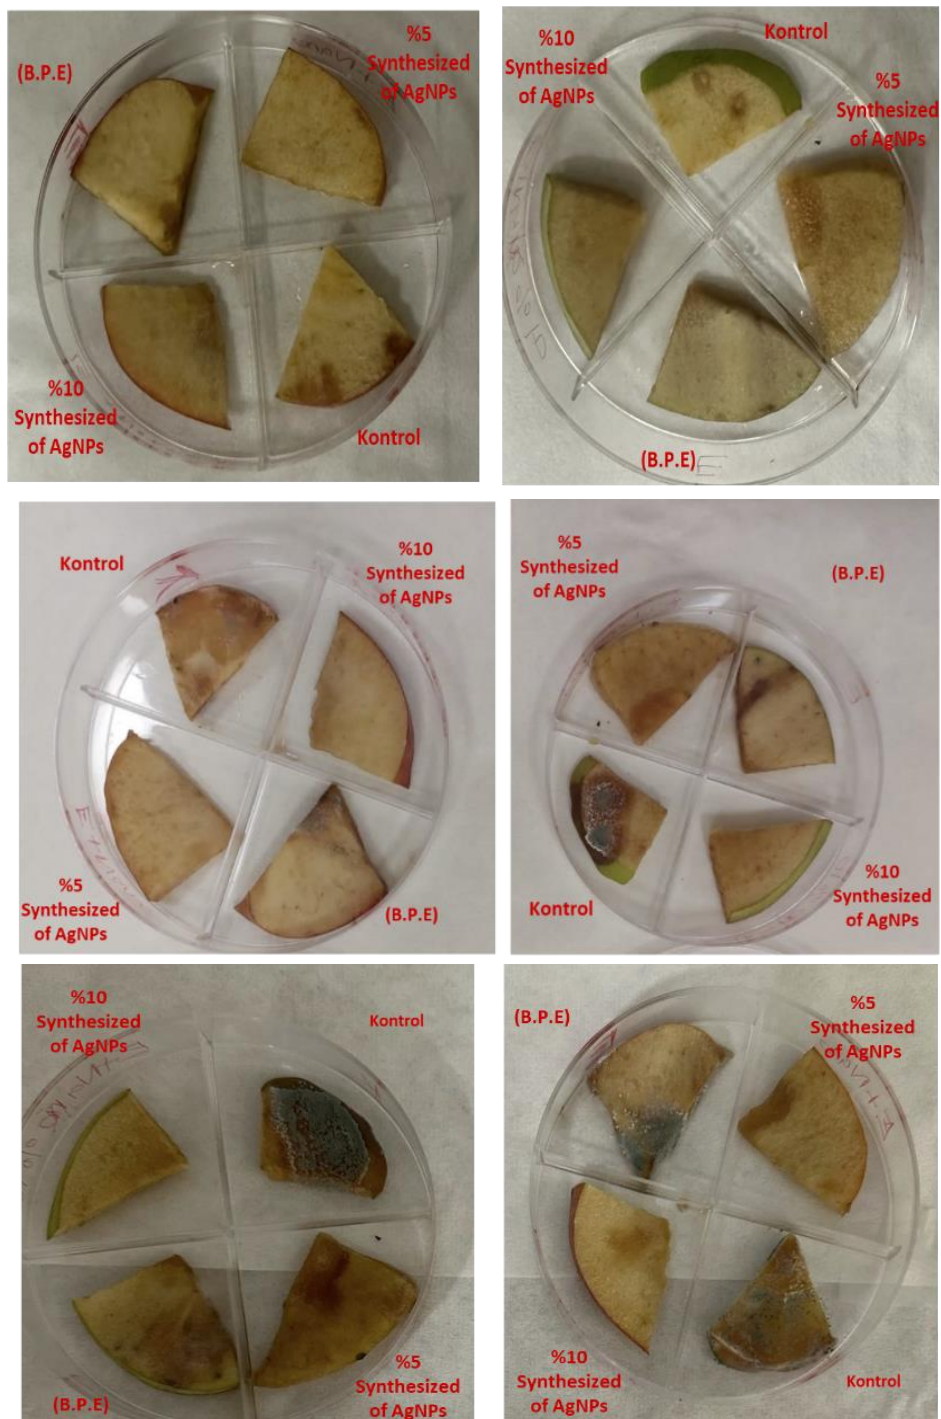 (B.P.E)
%5
Synthesized
of AgNPs
%10
Synthesized
of AgNPs
Kontrol
%10
Synthesized
of AgNPs
Kontrol
%5
Synthesized
of AgNPs
(B.P.E)
E
Kontrol
%10
Synthesized
of AgNPs
%5
Synthesized
of AgNPs
(B.P.E)
%5
Synthesized
of AgNPs
(B.P.E)
Kontrol
%10
Synthesized
of AgNPs
%10
Synthesized
of AgNPs
Kontrol
(B.P.E)
%5
Synthesized
of AgNPs
(B.P.E)
%5
Synthesized
of AgNPs
%10
Synthesized
of AgNPs
Kontrol